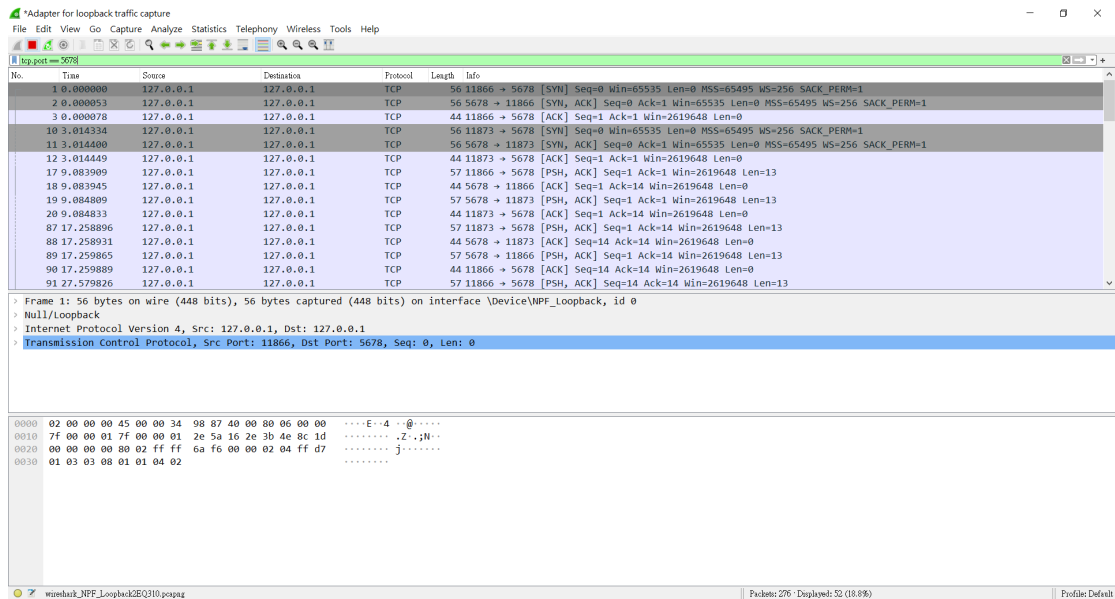 *Adapter for loopback traffic capture
File Edit View Go Capture Analyze Statistics Telephony Wireless Tools Help
tcp.port == 5678
No. Time Source Destination Protocol Length Info
1 0.000000 127.0.0.1 127.0.0.1 TCP 56 11866 → 5678 [SYN] Seq=0 Win=65535 Len=0 MSS=65495 WS=256 SACK_PERM=1
2 0.000053 127.0.0.1 127.0.0.1 TCP 56 5678 → 11866 [SYN, ACK] Seq=0 Ack=1 Win=65535 Len=0 MSS=65495 WS=256 SACK_PERM=1
3 0.000078 127.0.0.1 127.0.0.1 TCP 44 11866 → 5678 [ACK] Seq=1 Ack=1 Win=2619648 Len=0
10 3.014334 127.0.0.1 127.0.0.1 TCP 56 11873 → 5678 [SYN] Seq=0 Win=65535 Len=0 MSS=65495 WS=256 SACK_PERM=1
11 3.014400 127.0.0.1 127.0.0.1 TCP 56 5678 → 11873 [SYN, ACK] Seq=0 Ack=1 Win=65535 Len=0 MSS=65495 WS=256 SACK_PERM=1
12 3.014449 127.0.0.1 127.0.0.1 TCP 44 11873 → 5678 [ACK] Seq=1 Ack=1 Win=2619648 Len=0
17 9.083909 127.0.0.1 127.0.0.1 TCP 57 11866 → 5678 [PSH, ACK] Seq=1 Ack=1 Win=2619648 Len=13
18 9.083945 127.0.0.1 127.0.0.1 TCP 44 5678 → 11866 [ACK] Seq=1 Ack=14 Win=2619648 Len=0
19 9.084809 127.0.0.1 127.0.0.1 TCP 57 5678 → 11873 [PSH, ACK] Seq=1 Ack=1 Win=2619648 Len=13
20 9.084833 127.0.0.1 127.0.0.1 TCP 44 11873 → 5678 [ACK] Seq=1 Ack=14 Win=2619648 Len=0
87 17.258896 127.0.0.1 127.0.0.1 TCP 57 11873 → 5678 [PSH, ACK] Seq=1 Ack=14 Win=2619648 Len=13
88 17.258931 127.0.0.1 127.0.0.1 TCP 44 5678 → 11873 [ACK] Seq=14 Ack=14 Win=2619648 Len=0
89 17.259865 127.0.0.1 127.0.0.1 TCP 57 5678 → 11866 [PSH, ACK] Seq=1 Ack=14 Win=2619648 Len=13
90 17.259889 127.0.0.1 127.0.0.1 TCP 44 11866 → 5678 [ACK] Seq=14 Ack=14 Win=2619648 Len=0
91 27.579826 127.0.0.1 127.0.0.1 TCP 57 11866 → 5678 [PSH, ACK] Seq=14 Ack=14 Win=2619648 Len=13
Frame 1: 56 bytes on wire (448 bits), 56 bytes captured (448 bits) on interface \Device\NPF_Loopback, id 0
Null/Loopback
Internet Protocol Version 4, Src: 127.0.0.1, Dst: 127.0.0.1
Transmission Control Protocol, Src Port: 11866, Dst Port: 5678, Seq: 0, Len: 0
0000 02 00 00 00 45 00 00 34 98 87 40 00 80 06 00 00 ····E··4 ··@·····
0010 7f 00 00 01 7f 00 00 01 2e 5a 16 2e 3b 4e 8c 1d ········ .Z·.;N··
0020 00 00 00 00 80 02 ff ff 6a f6 00 00 02 04 ff d7 ········ j·······
0030 01 03 03 08 01 01 04 02 ········
wireshark_NPF_Loopback2EQ310.pcapng Packets: 276 · Displayed: 52 (18.8%) Profile: Default